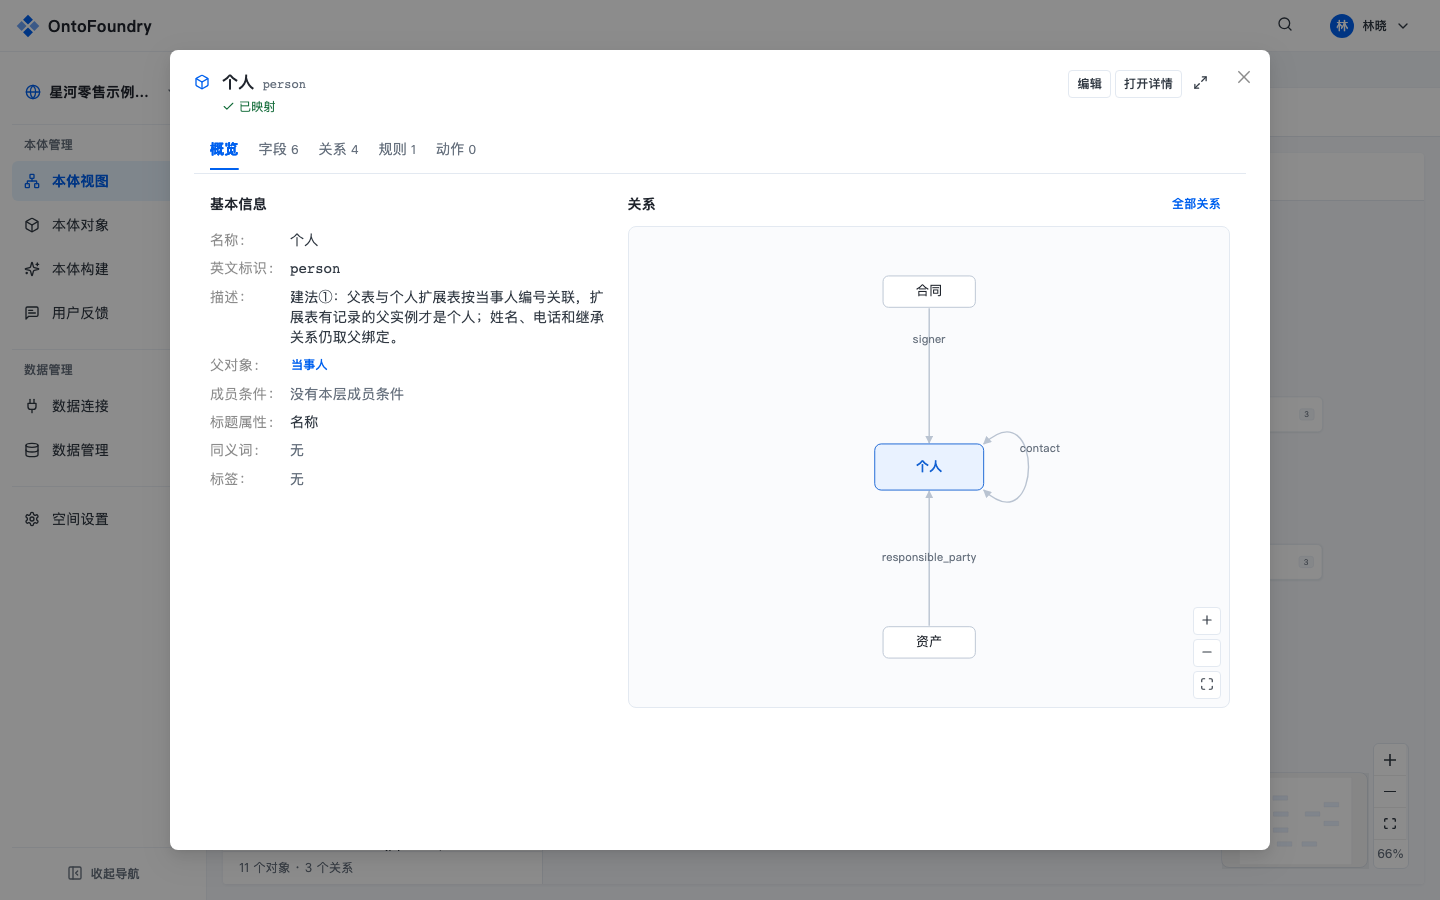 OntoFoundry
林 林晓
星河零售示例...
本体管理
本体视图
本体对象
本体构建
用户反馈
数据管理
数据连接
数据管理
空间设置
收起导航
个人 person
已映射
编辑
打开详情
概览
字段 6
关系 4
规则 1
动作 0
基本信息
名称：
个人
英文标识：
person
描述：
建法①：父表与个人扩展表按当事人编号关联，扩
展表有记录的父实例才是个人；姓名、电话和继承
关系仍取父绑定。
父对象：
当事人
成员条件：
没有本层成员条件
标题属性：
名称
同义词：
无
标签：
无
关系
全部关系
合同
signer
个人
contact
responsible_party
资产
3
3
66%
11 个对象 · 3 个关系